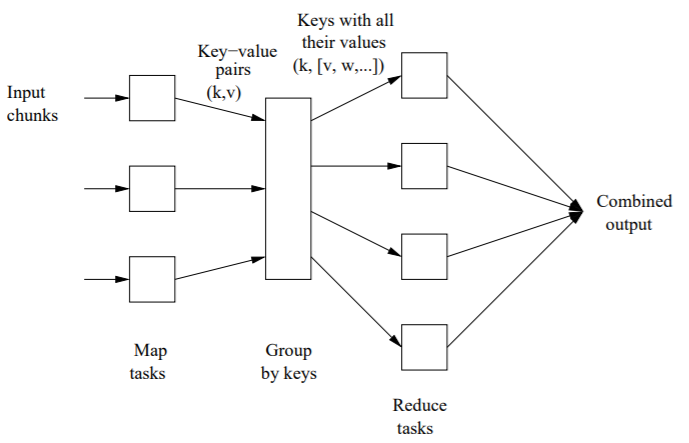 Keys with all
their values
(k, [v, w,...])
Key−value
pairs
(k,v)
Input
chunks
Combined
output
Map
tasks
Group
by keys
Reduce
tasks